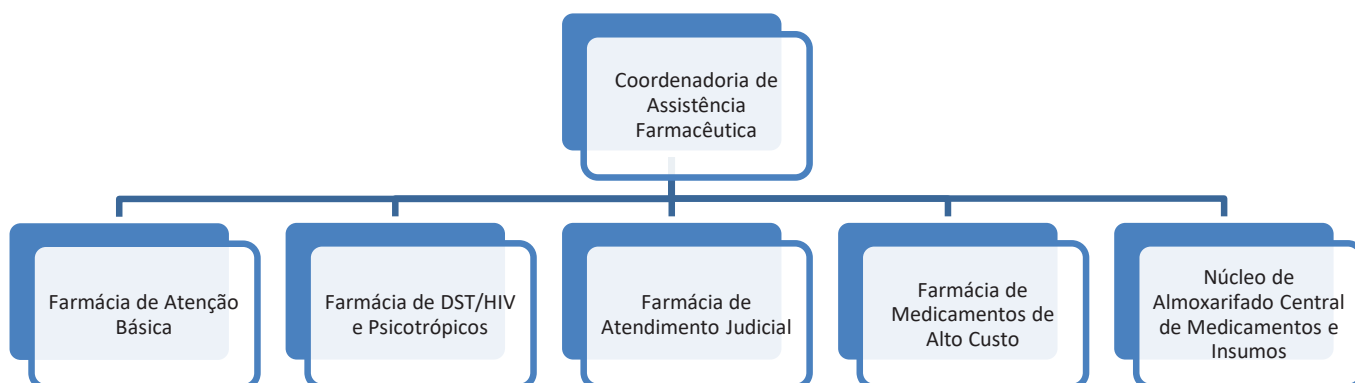 Coordenadoria de
Assistência
Farmacêutica
Farmácia de Atenção
Básica
Farmácia de DST/HIV
e Psicotrópicos
Farmácia de
Atendimento Judicial
Farmácia de
Medicamentos de
Alto Custo
Núcleo de
Almoxarifado Central
de Medicamentos e
Insumos